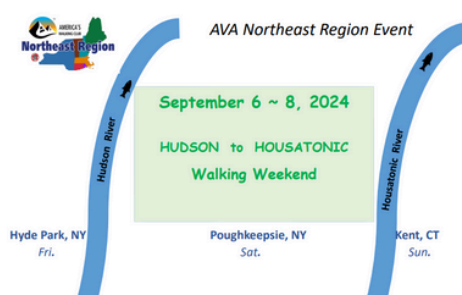 AMERICA'S
WALKING CLUB
Northeast Region
AVA Northeast Region Event
September 6 ~ 8, 2024
HUDSON to HOUSATONIC
Walking Weekend
Hudson River
Housatonic River
Hyde Park, NY
Fri.
Poughkeepsie, NY
Sat.
Kent, CT
Sun.